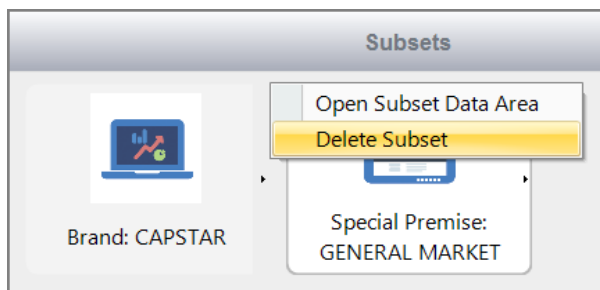 Subsets
Open Subset Data Area
Delete Subset
Brand: CAPSTAR
Special Premise:
GENERAL MARKET